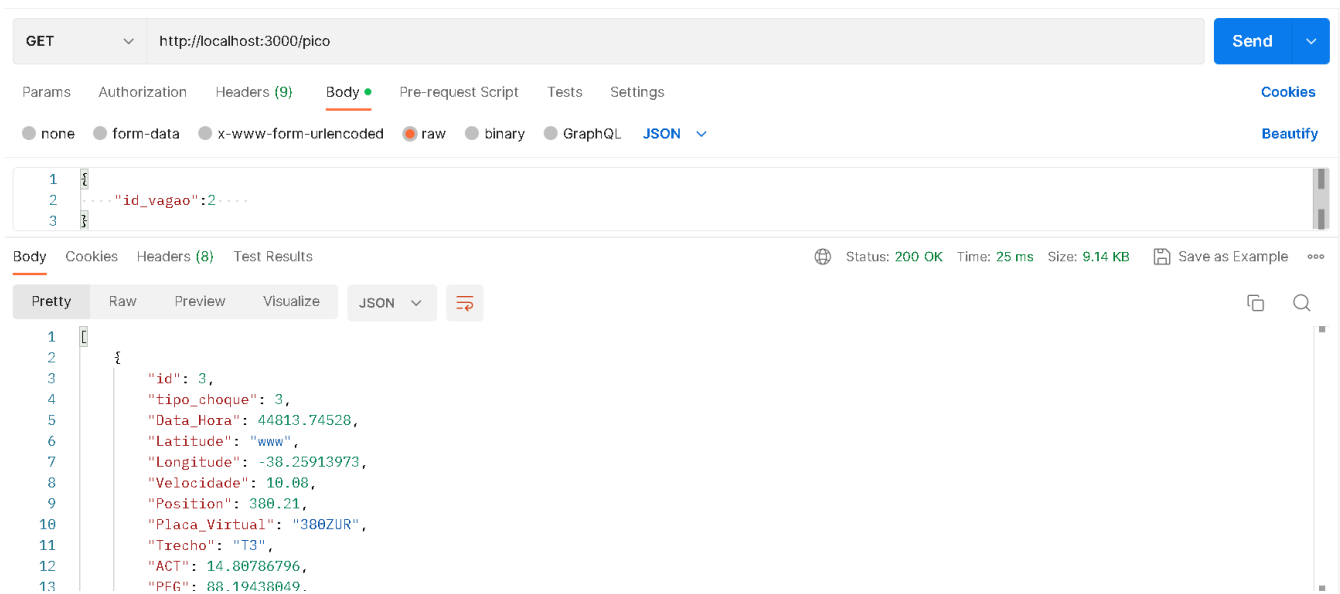 GET http://localhost:3000/pico Send
Params Authorization Headers (9) Body Pre-request Script Tests Settings Cookies
none form-data x-www-form-urlencoded raw binary GraphQL JSON Beautify
1 {
2 ····"id_vagao":2····
3 }
Body Cookies Headers (8) Test Results Status: 200 OK Time: 25 ms Size: 9.14 KB Save as Example
Pretty Raw Preview Visualize JSON
1 [
2 {
3 "id": 3,
4 "tipo_choque": 3,
5 "Data_Hora": 44813.74528,
6 "Latitude": "www",
7 "Longitude": -38.25913973,
8 "Velocidade": 10.08,
9 "Position": 380.21,
10 "Placa_Virtual": "380ZUR",
11 "Trecho": "T3",
12 "ACT": 14.80786796,
13 "PEG": 88.19438049,